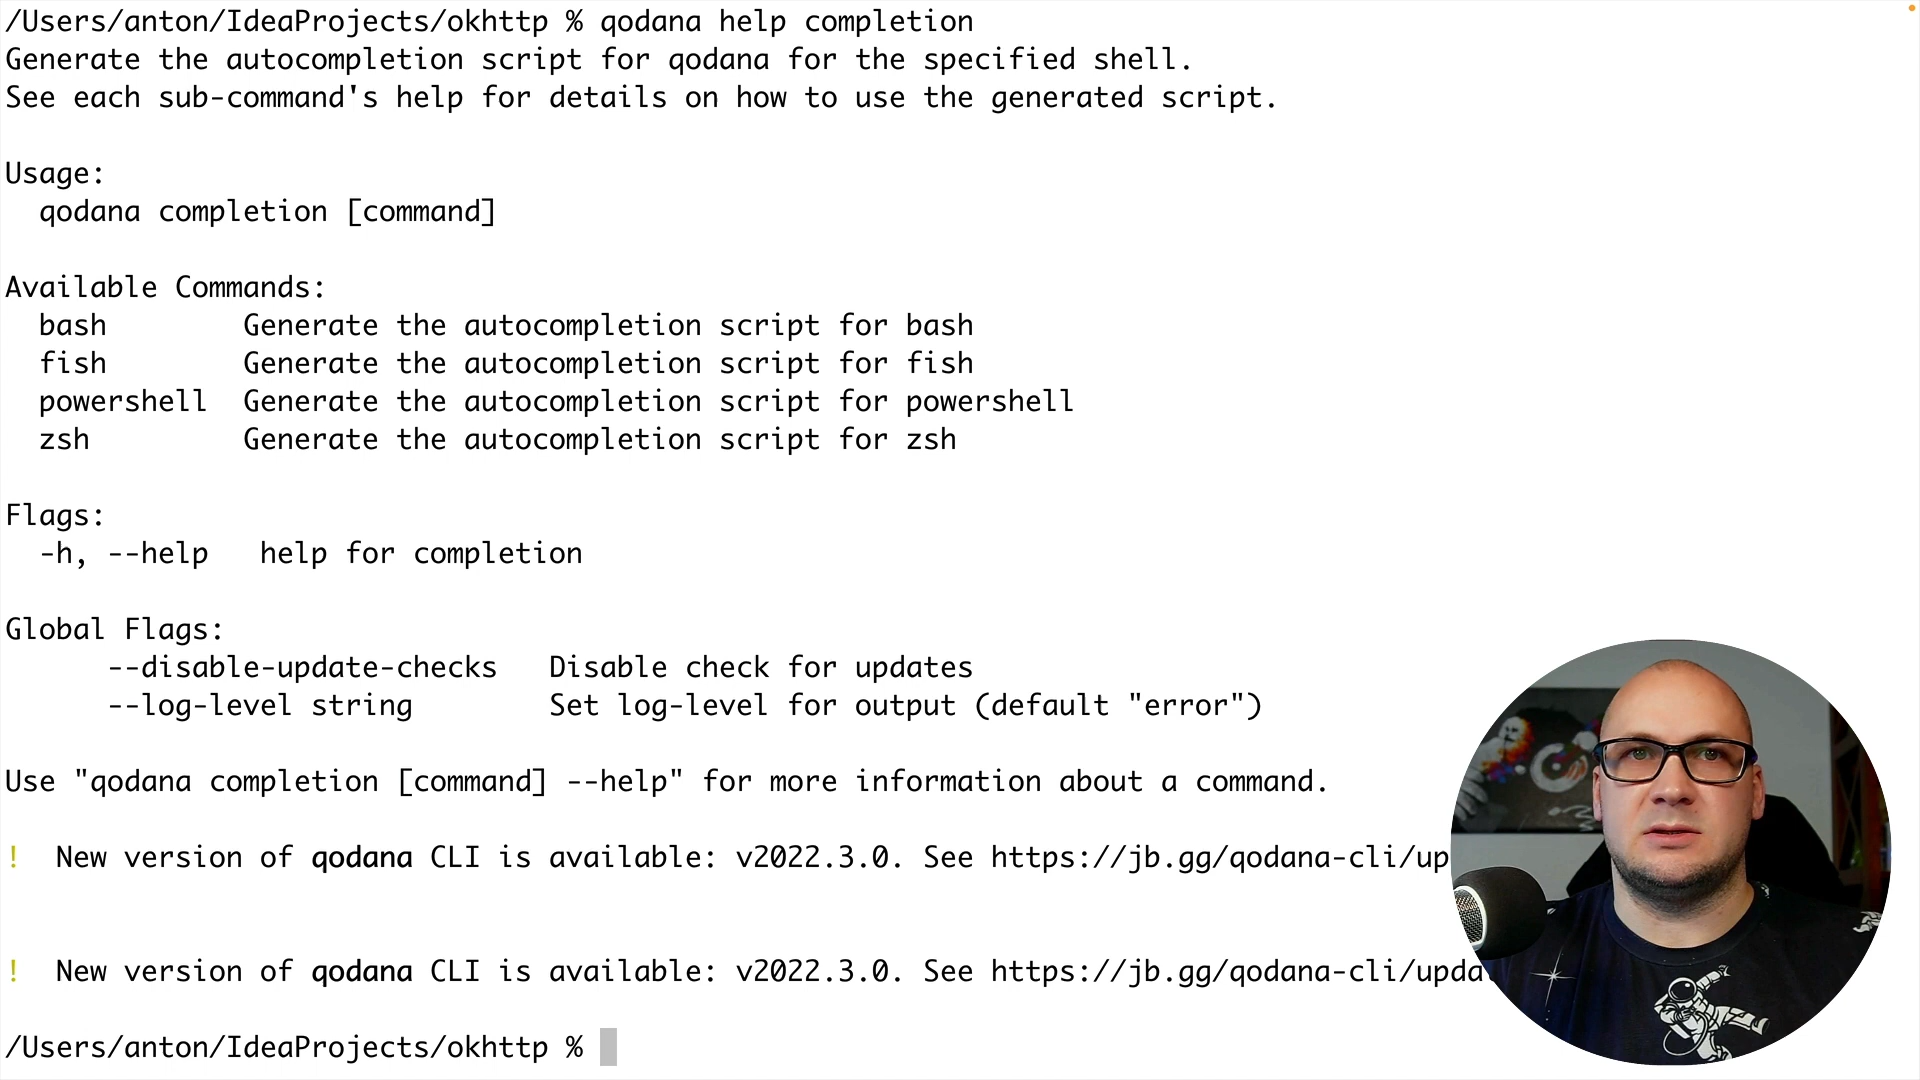 /Users/anton/IdeaProjects/okhttp % qodana help completion
Generate the autocompletion script for qodana for the specified shell.
See each sub-command's help for details on how to use the generated script.
Usage:
qodana completion [command]
Available Commands:
bash Generate the autocompletion script for bash
fish Generate the autocompletion script for fish
powershell Generate the autocompletion script for powershell
zsh Generate the autocompletion script for zsh
Flags:
-h, --help help for completion
Global Flags:
--disable-update-checks Disable check for updates
--log-level string Set log-level for output (default "error")
Use "qodana completion [command] --help" for more information about a command.
! New version of qodana CLI is available: v2022.3.0. See https://jb.gg/qodana-cli/up
! New version of qodana CLI is available: v2022.3.0. See https://jb.gg/qodana-cli/upda
/Users/anton/IdeaProjects/okhttp %